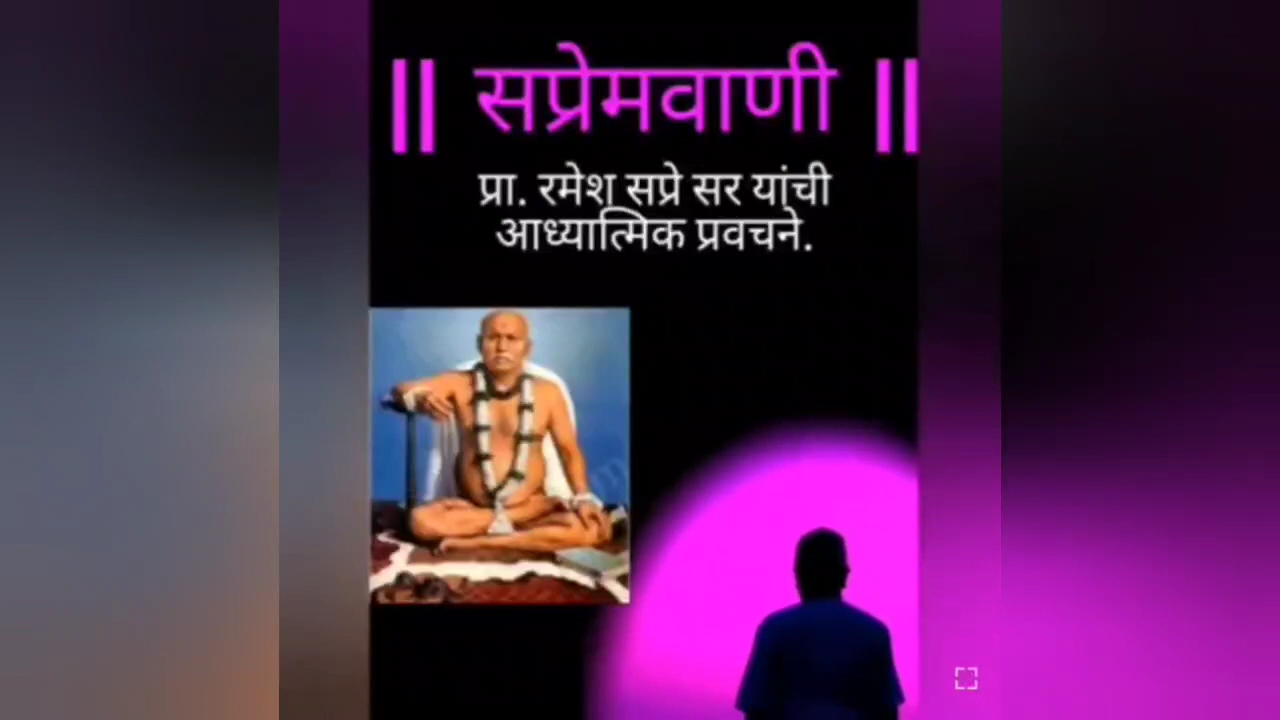 || सप्रेमवाणी ||
प्रा. रमेश सप्रे सर यांची
आध्यात्मिक प्रवचने.